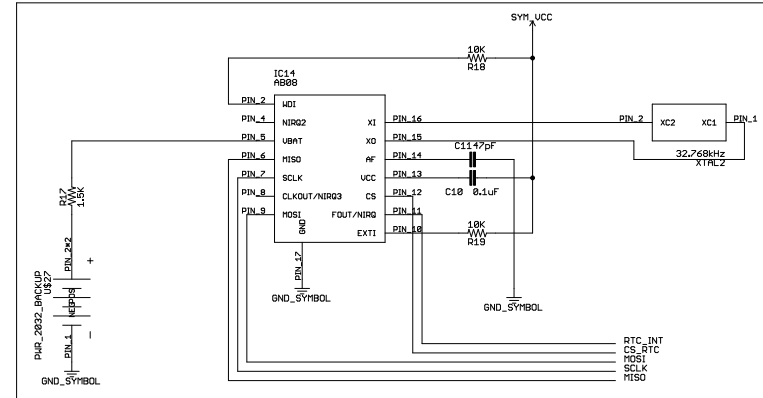 SYM_VCC
10K
R18
IC14
AB08
PIN_2 WDI
PIN_4 NIRQ2 XI PIN_16
PIN_5 VBAT XO PIN_15
PIN_6 MISO AF PIN_14
PIN_7 SCLK VCC PIN_13
PIN_8 CLKOUT/NIRQ3 CS PIN_12
PIN_9 MOSI FOUT/NIRQ PIN_11
GND EXTI PIN_10
PIN_17
GND_SYMBOL
PIN_2 XC2 XC1 PIN_1
32.768kHz
XTAL2
C11 47pF
C10 0.1uF
10K
R19
GND_SYMBOL
R17
1.5K
PIN_2*2
+
PWR_2032_BACKUP
U$27
POS
NEG
-
PIN_1
GND_SYMBOL
RTC_INT
CS_RTC
MOSI
SCLK
MISO